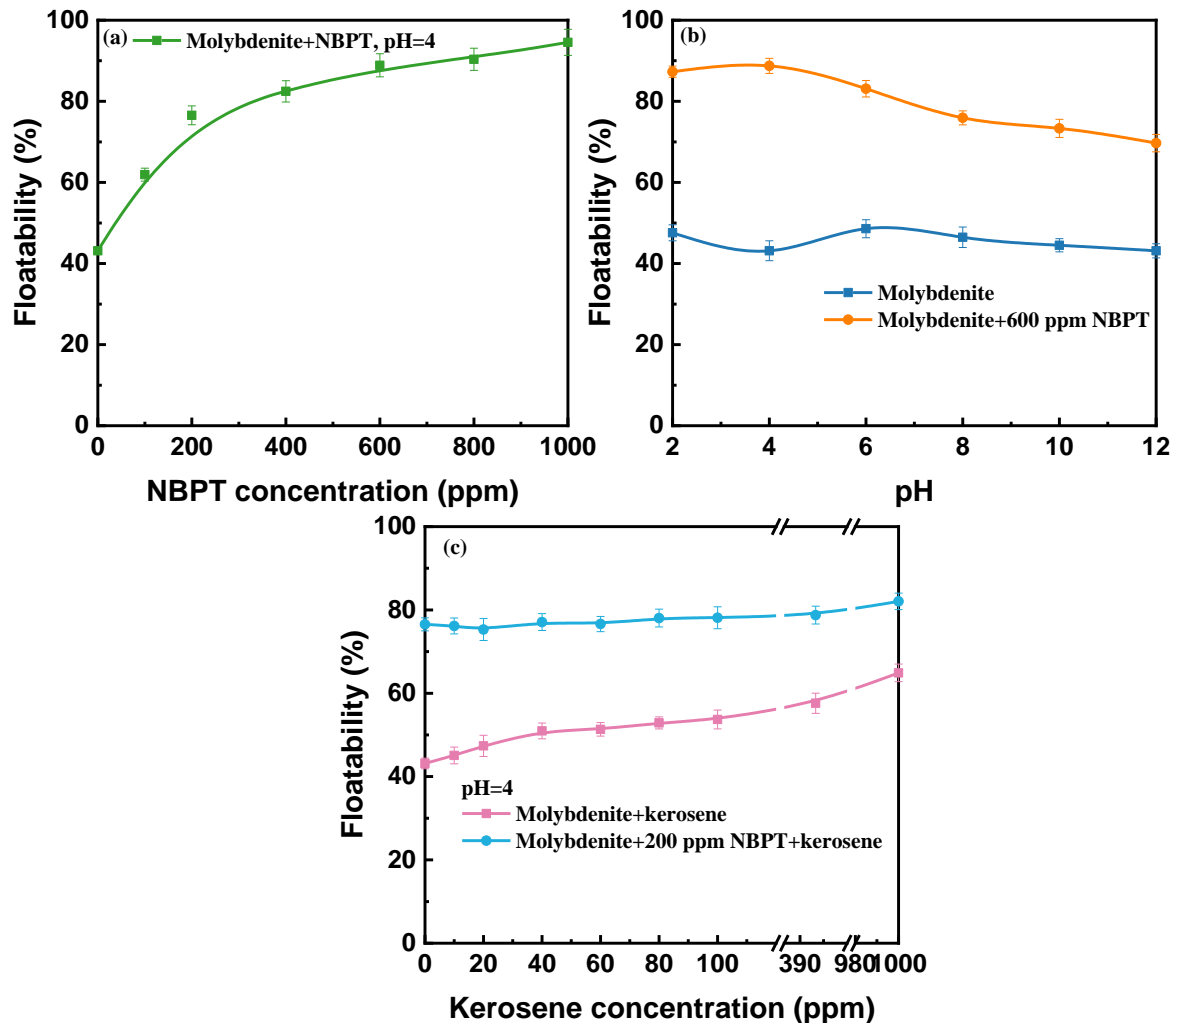 (a)
Molybdenite+NBPT, pH=4
Floatability (%)
100
80
60
40
20
0
0 200 400 600 800 1000
NBPT concentration (ppm)
(b)
Floatability (%)
100
80
60
40
20
0
Molybdenite
Molybdenite+600 ppm NBPT
2 4 6 8 10 12
pH
(c)
Floatability (%)
100
80
60
40
20
0
pH=4
Molybdenite+kerosene
Molybdenite+200 ppm NBPT+kerosene
0 20 40 60 80 100 390 980 1000
Kerosene concentration (ppm)